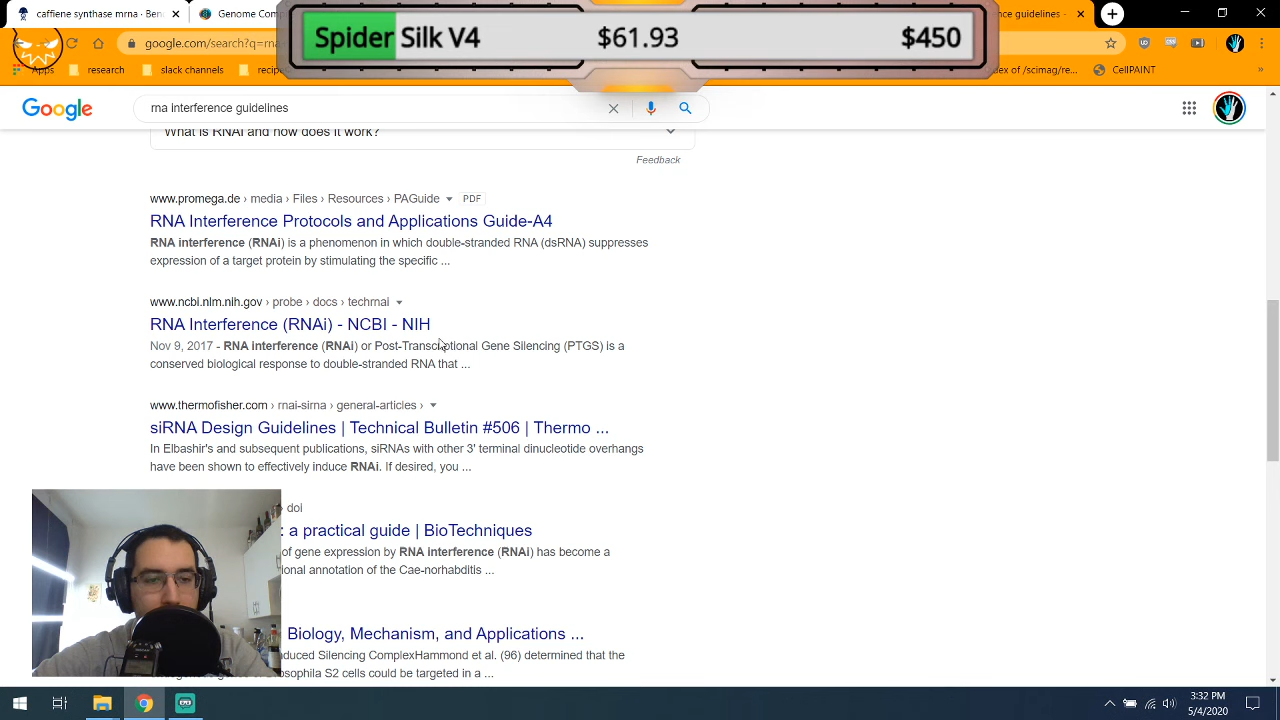 caffiene synthase mrna
Genome Comp
Spider Silk V4 $61.93 $450
ce guidelines -
google.com/search?q=rna
Apps research slack channels recip
ex of /scimag/re... CellPAINT
Google rna interference guidelines
What is RNAi and how does it work?
Feedback
www.promega.de › media › Files › Resources › PAGuide PDF
RNA Interference Protocols and Applications Guide-A4
RNA interference (RNAi) is a phenomenon in which double-stranded RNA (dsRNA) suppresses
expression of a target protein by stimulating the specific ...
www.ncbi.nlm.nih.gov › probe › docs › techrnai
RNA Interference (RNAi) - NCBI - NIH
Nov 9, 2017 - RNA interference (RNAi) or Post-Transcriptional Gene Silencing (PTGS) is a
conserved biological response to double-stranded RNA that ...
www.thermofisher.com › rnai-sirna › general-articles ›
siRNA Design Guidelines | Technical Bulletin #506 | Thermo ...
In Elbashir's and subsequent publications, siRNAs with other 3' terminal dinucleotide overhangs
have been shown to effectively induce RNAi. If desired, you ...
› doi
: a practical guide | BioTechniques
of gene expression by RNA interference (RNAi) has become a
ional annotation of the Cae-norhabditis ...
Biology, Mechanism, and Applications ...
aduced Silencing ComplexHammond et al. (96) determined that the
osophila S2 cells could be targeted in a ...
3:32 PM
5/4/2020